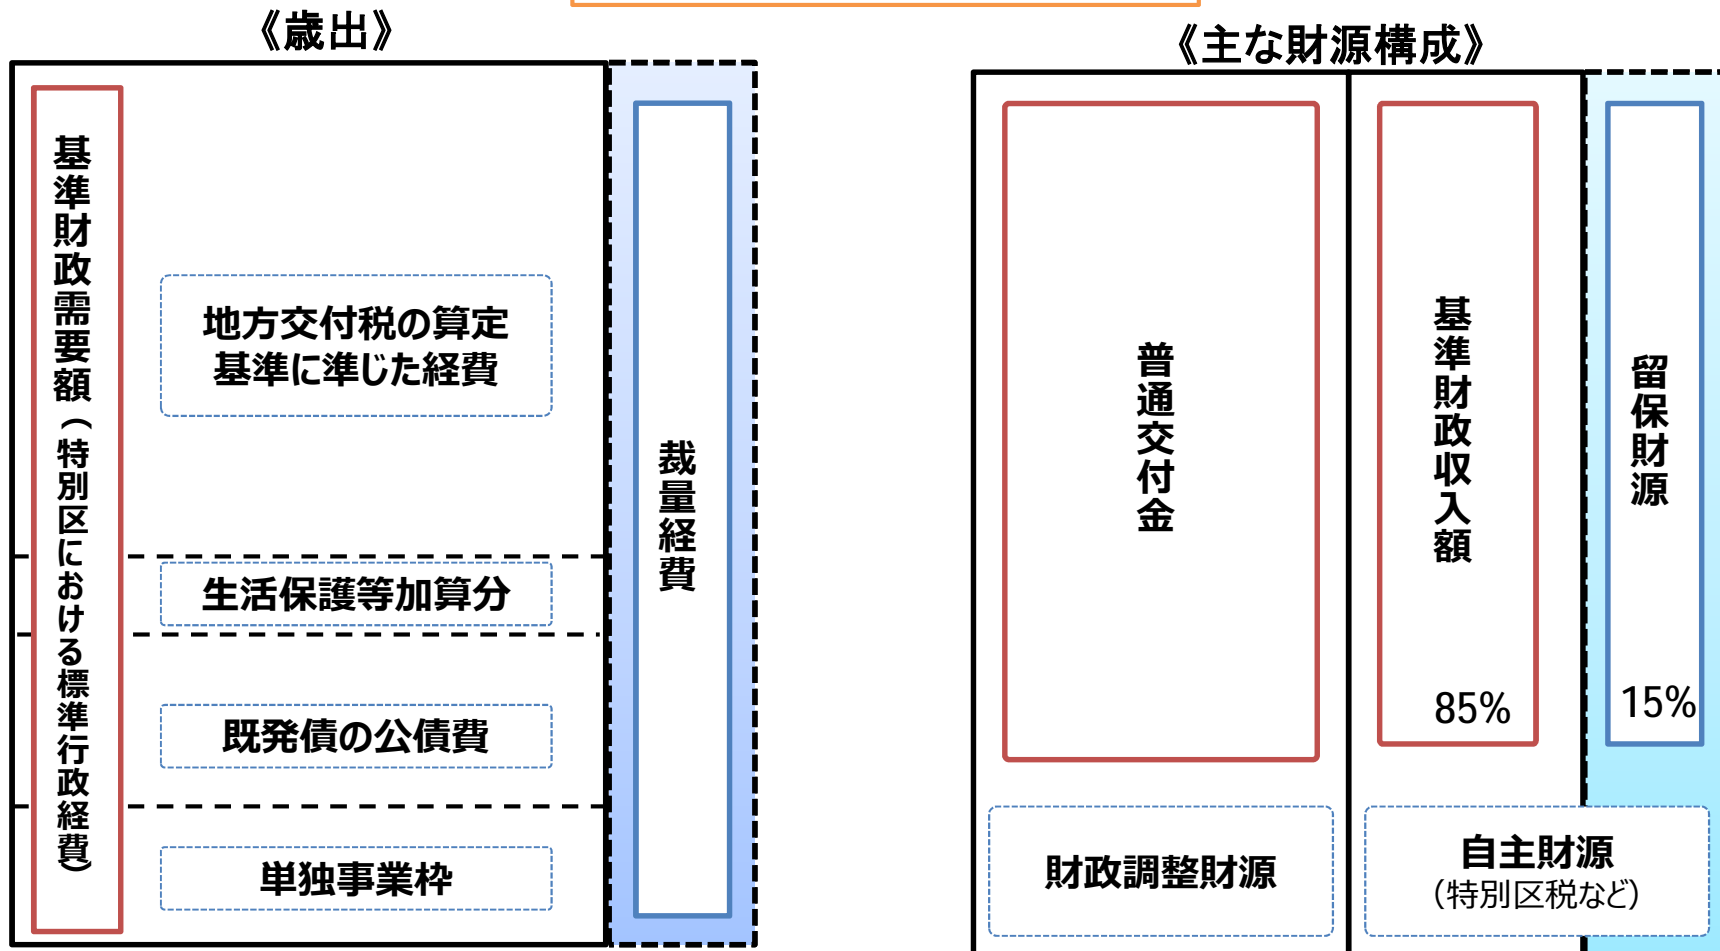 《歳出》
基準財政需要額（特別区における標準行政経費）
地方交付税の算定
基準に準じた経費
生活保護等加算分
既発債の公債費
単独事業枠
裁量経費
《主な財源構成》
普通交付金
基準財政収入額
85%
留保財源
15%
財政調整財源
自主財源
（特別区税など）